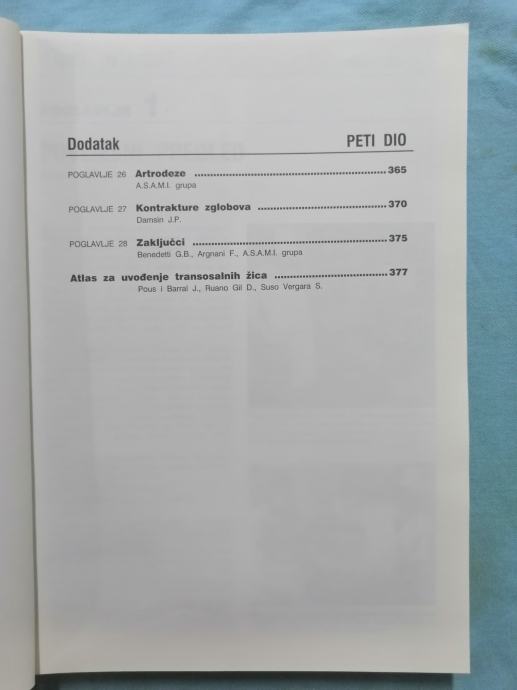 Dodatak PETI DIO
POGLAVLJE 26 Artrodeze ........................................................ 365
A.S.A.M.I. grupa
POGLAVLJE 27 Kontrakture zglobova ...................................... 370
Damsin J.P.
POGLAVLJE 28 Zaključci ......................................................... 375
Benedetti G.B., Argnani F., A.S.A.M.I. grupa
Atlas za uvođenje transosalnih žica ................................. 377
Pous i Barral J., Ruano Gil D., Suso Vergara S.